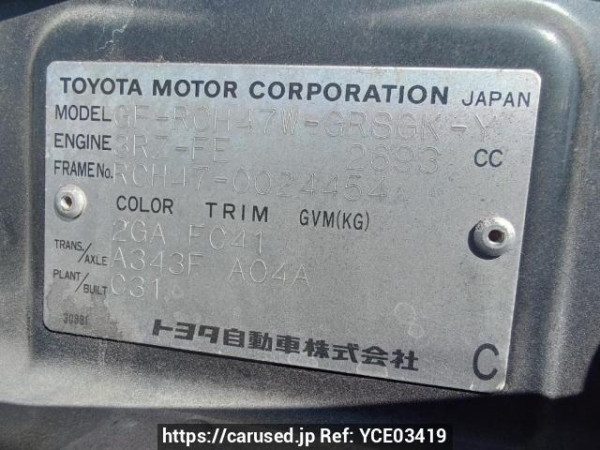 TOYOTA MOTOR CORPORATION JAPAN
MODEL GF-RCH47W-GRSGK-Y
ENGINE 3RZ-FE 2693 CC
FRAME No. RCH47-0024454
COLOR TRIM GVM(KG)
2GA FC41
TRANS./AXLE A343F A04A
PLANT/BUILT C31
トヨタ自動車株式会社 C
https://carused.jp Ref: YCE03419